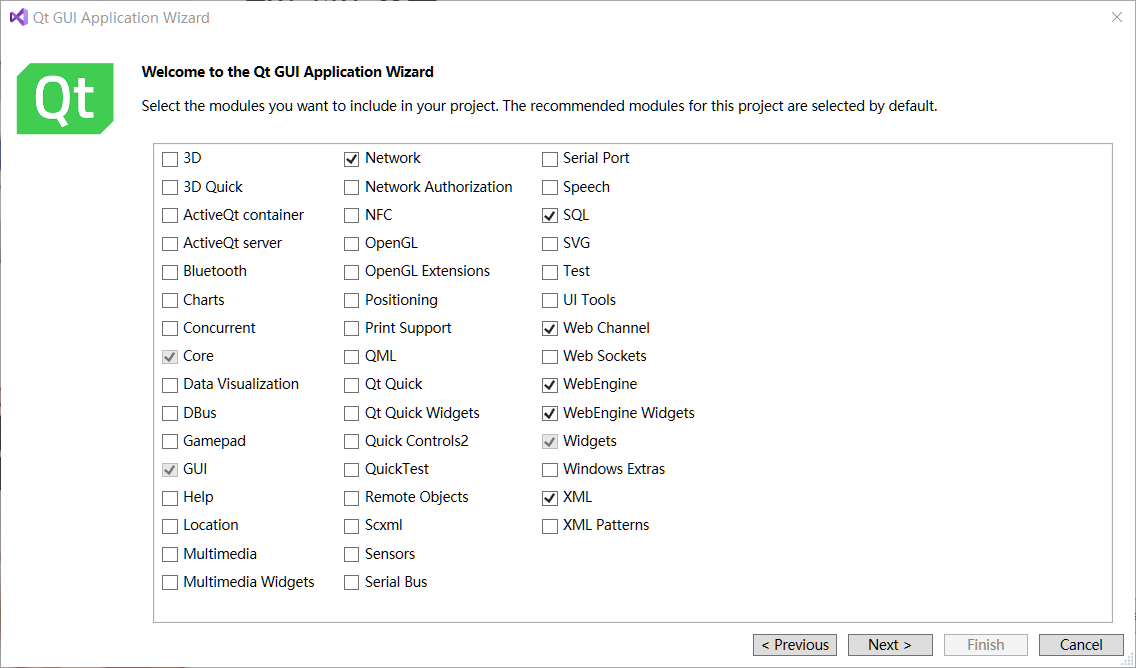 Qt GUI Application Wizard
Qt
Welcome to the Qt GUI Application Wizard
Select the modules you want to include in your project. The recommended modules for this project are selected by default.
3D
3D Quick
ActiveQt container
ActiveQt server
Bluetooth
Charts
Concurrent
Core
Data Visualization
DBus
Gamepad
GUI
Help
Location
Multimedia
Multimedia Widgets
Network
Network Authorization
NFC
OpenGL
OpenGL Extensions
Positioning
Print Support
QML
Qt Quick
Qt Quick Widgets
Quick Controls2
QuickTest
Remote Objects
Scxml
Sensors
Serial Bus
Serial Port
Speech
SQL
SVG
Test
UI Tools
Web Channel
Web Sockets
WebEngine
WebEngine Widgets
Widgets
Windows Extras
XML
XML Patterns
< Previous
Next >
Finish
Cancel